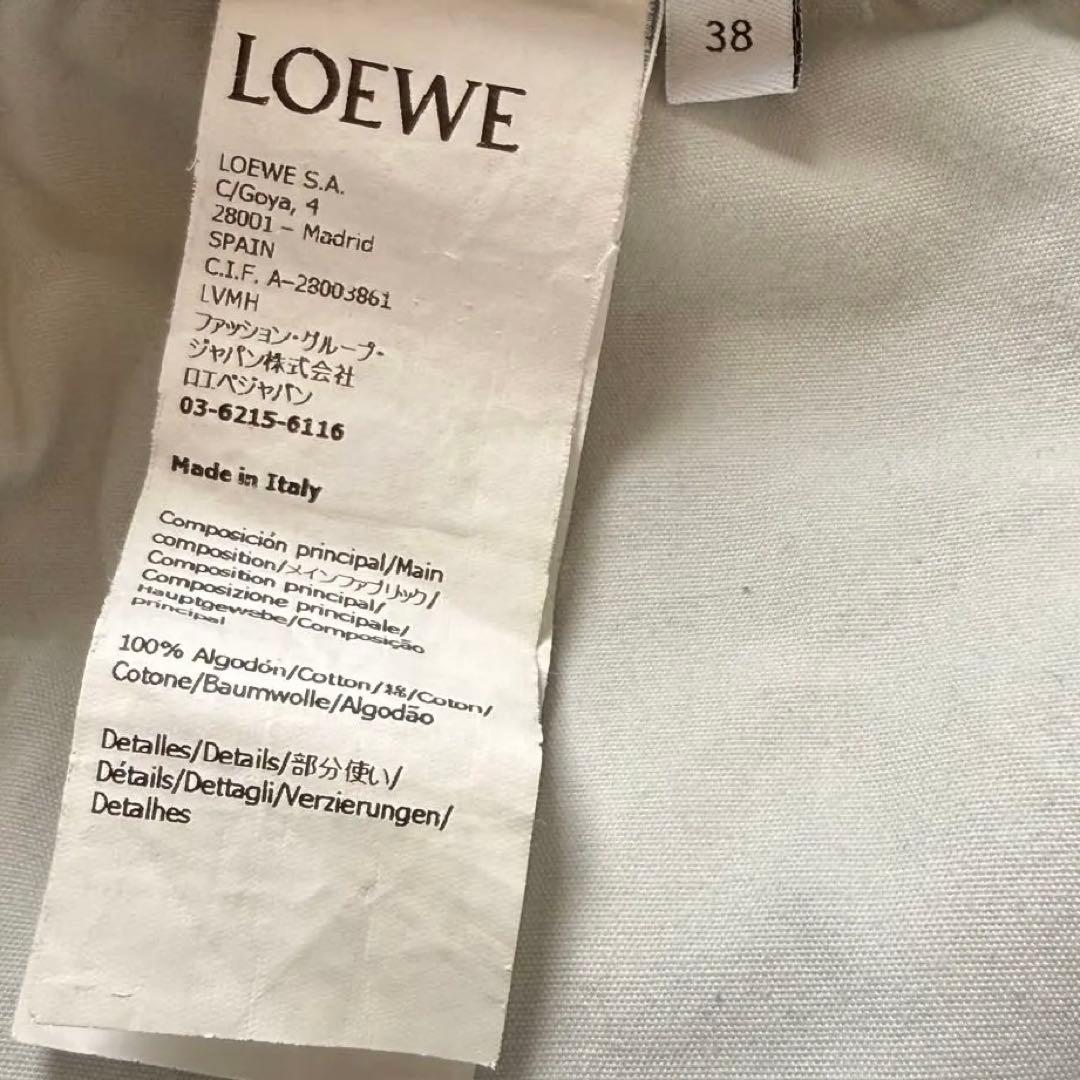 LOEWE
38
LOEWE S.A.
C/Goya, 4
28001 - Madrid
SPAIN
C.I.F. A-28003861
LVMH
ファッション・グループ・
ジャパン株式会社
ロエベジャパン
03-6215-6116
Made in Italy
Composición principal/Main
composition/メインファブリック/
Composition principal/
Composizione principale/
Hauptgewebe/Composição
principal
100% Algodón/Cotton/綿/Coton/
Cotone/Baumwolle/Algodão
Detalles/Details/部分使い/
Détails/Dettagli/Verzierungen/
Detalhes